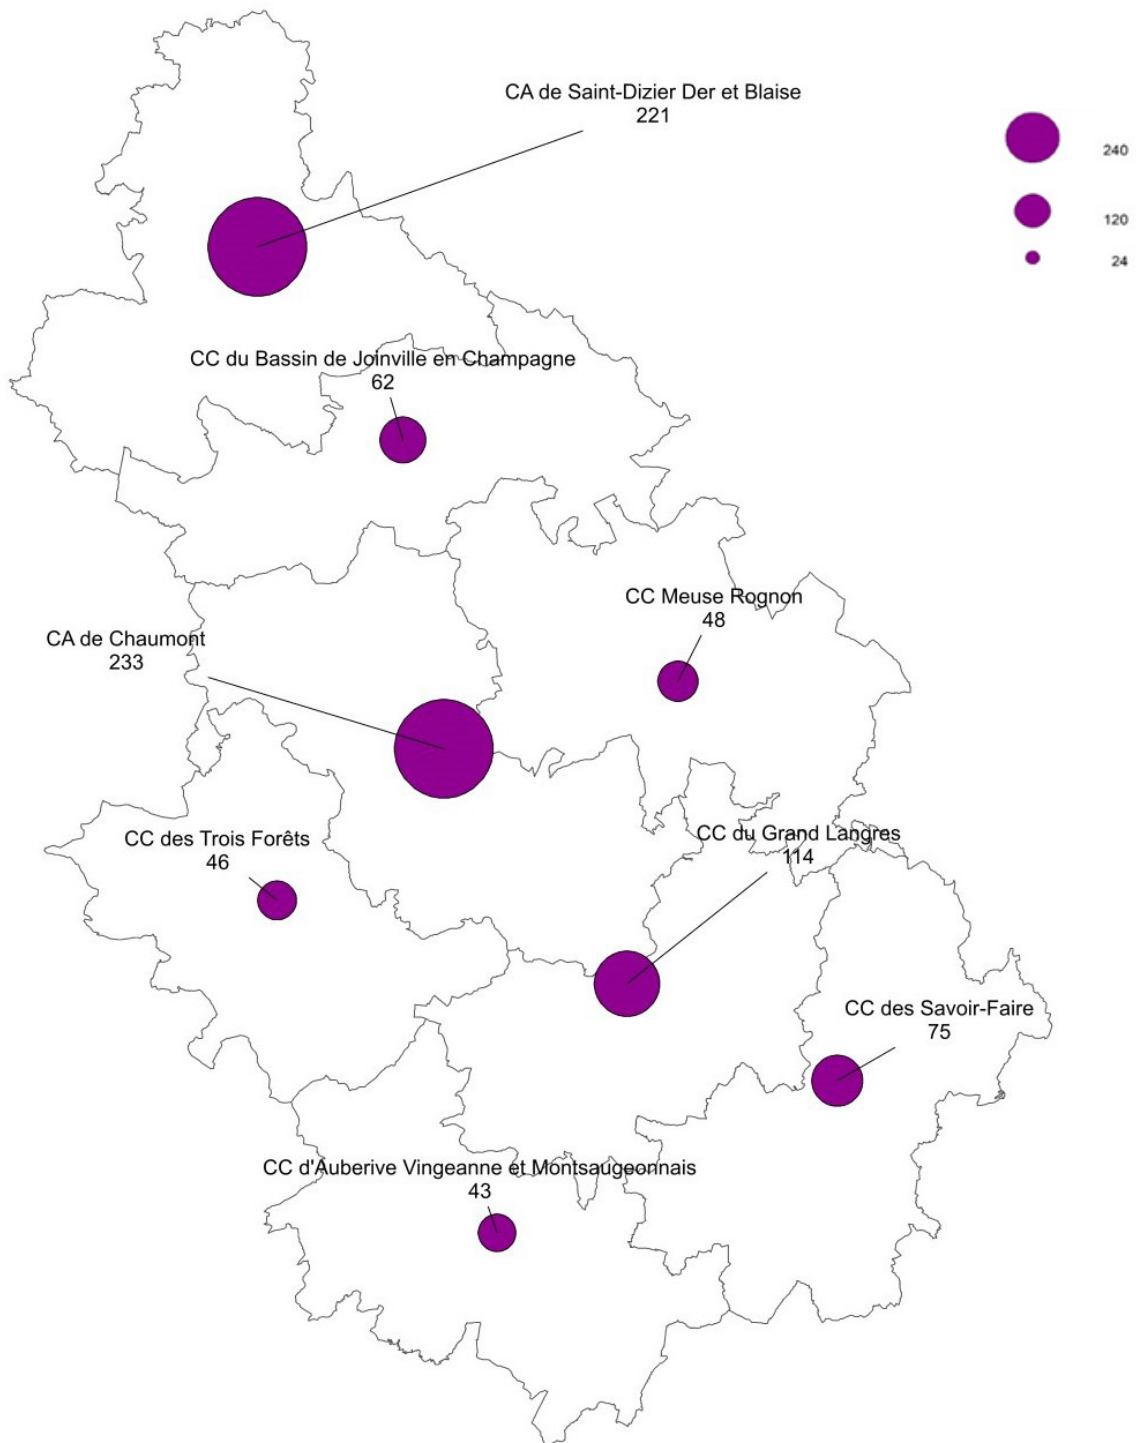 CA de Saint-Dizier Der et Blaise
221
240
120
24
CC du Bassin de Joinville en Champagne
62
CC Meuse Rognon
48
CA de Chaumont
233
CC des Trois Forêts
46
CC du Grand Langres
114
CC des Savoir-Faire
75
CC d'Auberive Vingeanne et Montsaugeonnais
43